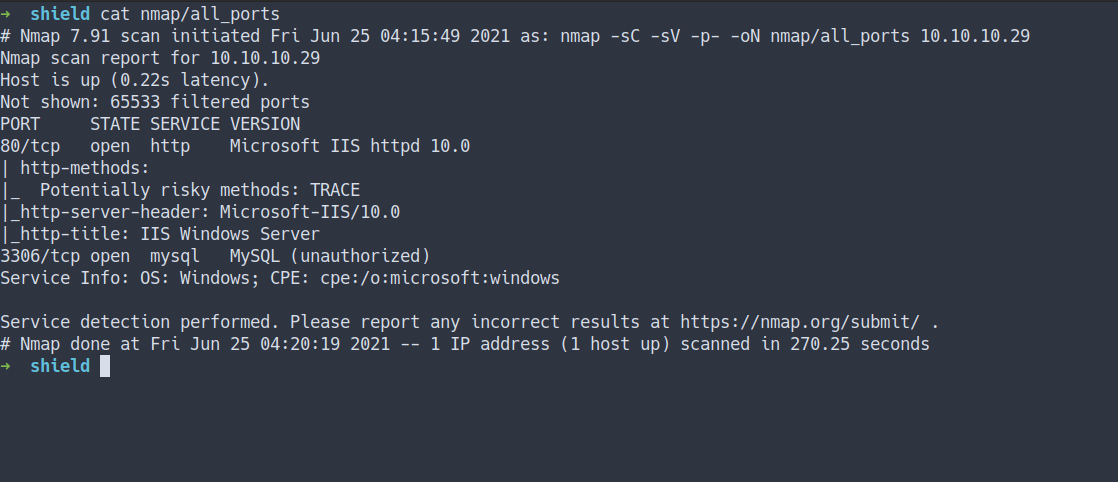 →  shield cat nmap/all_ports
# Nmap 7.91 scan initiated Fri Jun 25 04:15:49 2021 as: nmap -sC -sV -p- -oN nmap/all_ports 10.10.10.29
Nmap scan report for 10.10.10.29
Host is up (0.22s latency).
Not shown: 65533 filtered ports
PORT     STATE SERVICE VERSION
80/tcp   open  http    Microsoft IIS httpd 10.0
| http-methods:
|_  Potentially risky methods: TRACE
|_http-server-header: Microsoft-IIS/10.0
|_http-title: IIS Windows Server
3306/tcp open  mysql   MySQL (unauthorized)
Service Info: OS: Windows; CPE: cpe:/o:microsoft:windows

Service detection performed. Please report any incorrect results at https://nmap.org/submit/ .
# Nmap done at Fri Jun 25 04:20:19 2021 -- 1 IP address (1 host up) scanned in 270.25 seconds
→  shield